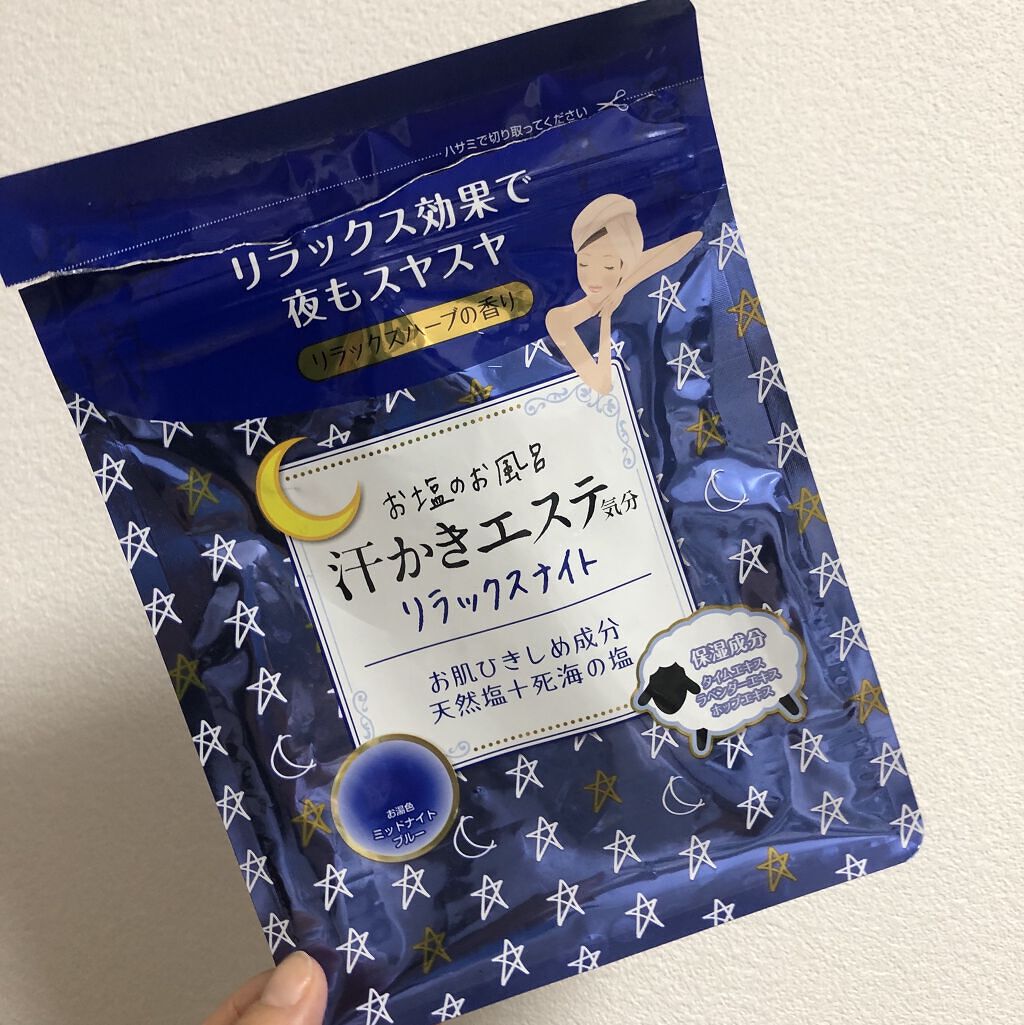 ハサミで切り取ってください
リラックス効果で
夜もスヤスヤ
リラックスハーブの香り
お塩のお風呂
汗かきエステ気分
リラックスナイト
お肌ひきしめ成分
天然塩+死海の塩
保湿成分
タイムエキス
ラベンダーエキス
ホップエキス
お湯色
ミッドナイト
ブルー